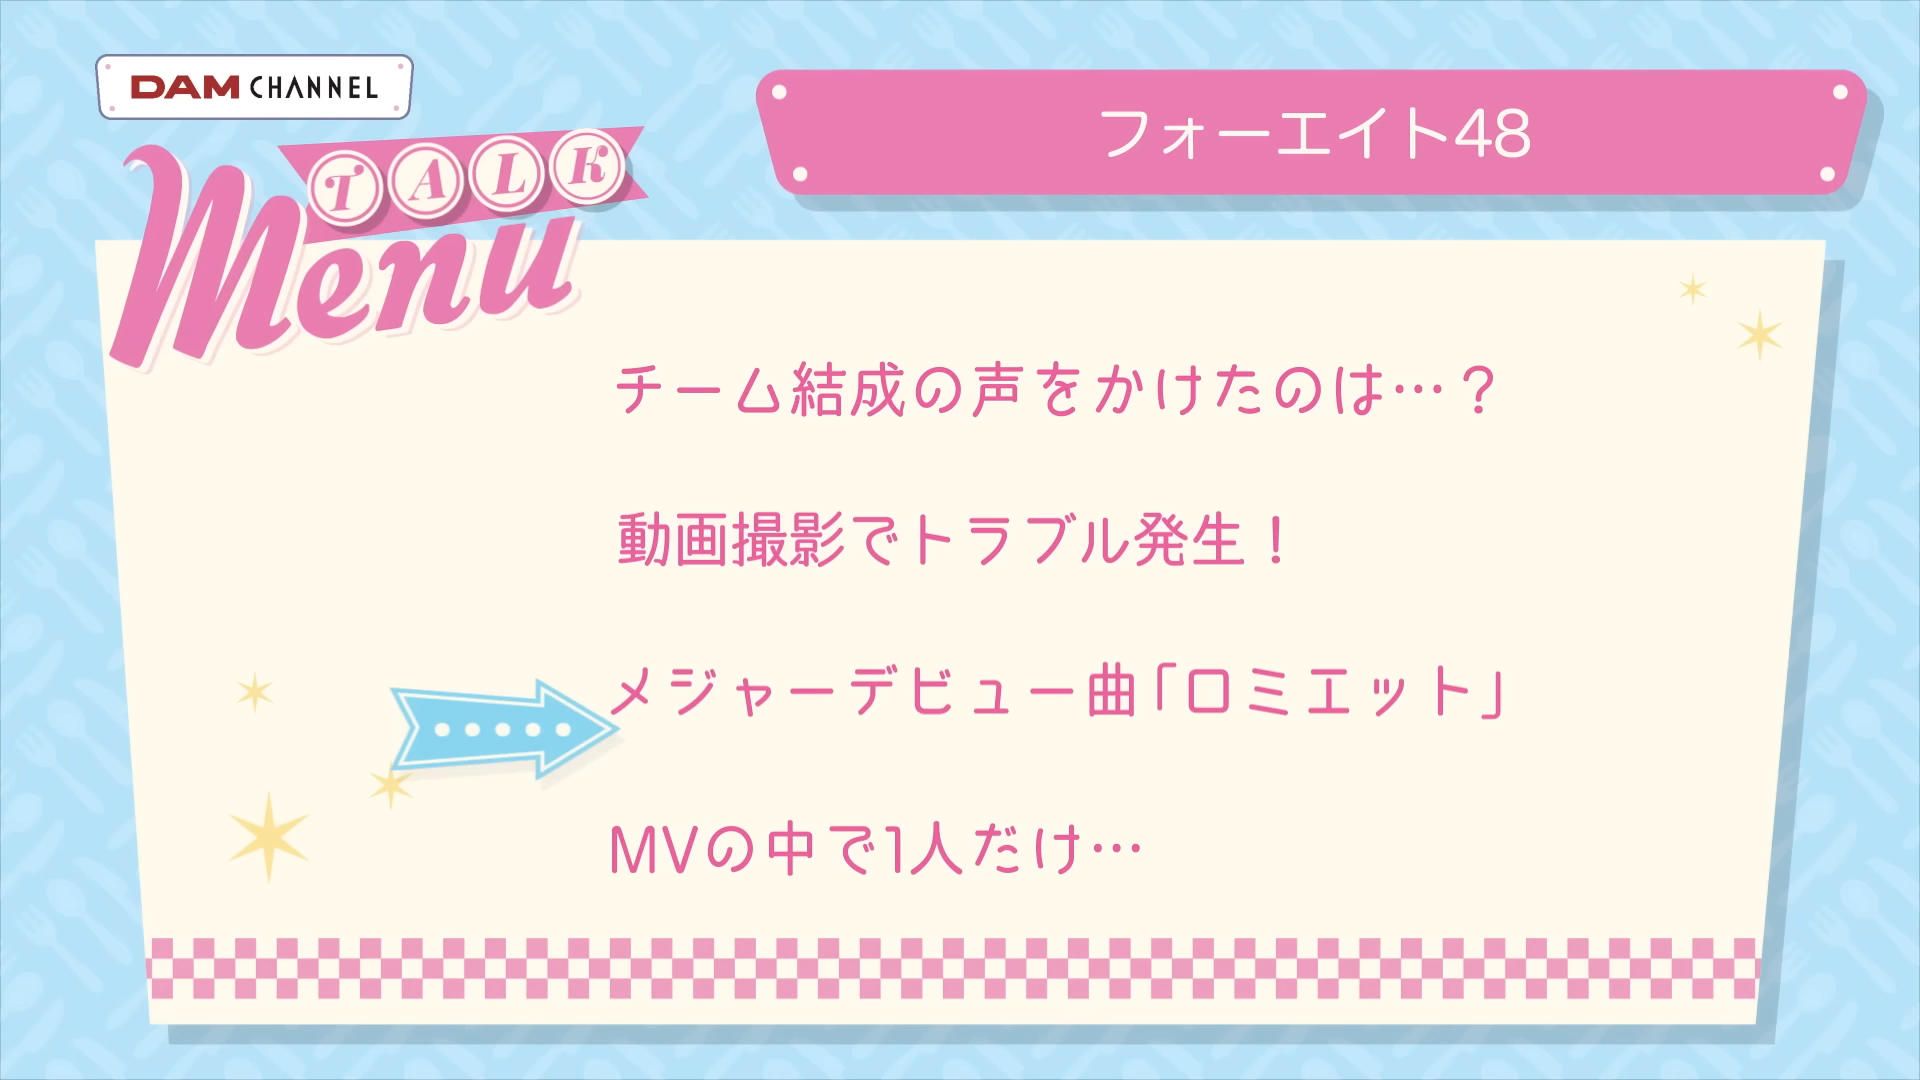 DAM CHANNEL
TALK
Menu
フォーエイト48
チーム結成の声をかけたのは…？
動画撮影でトラブル発生！
メジャーデビュー曲「ロミエット」
MVの中で1人だけ…